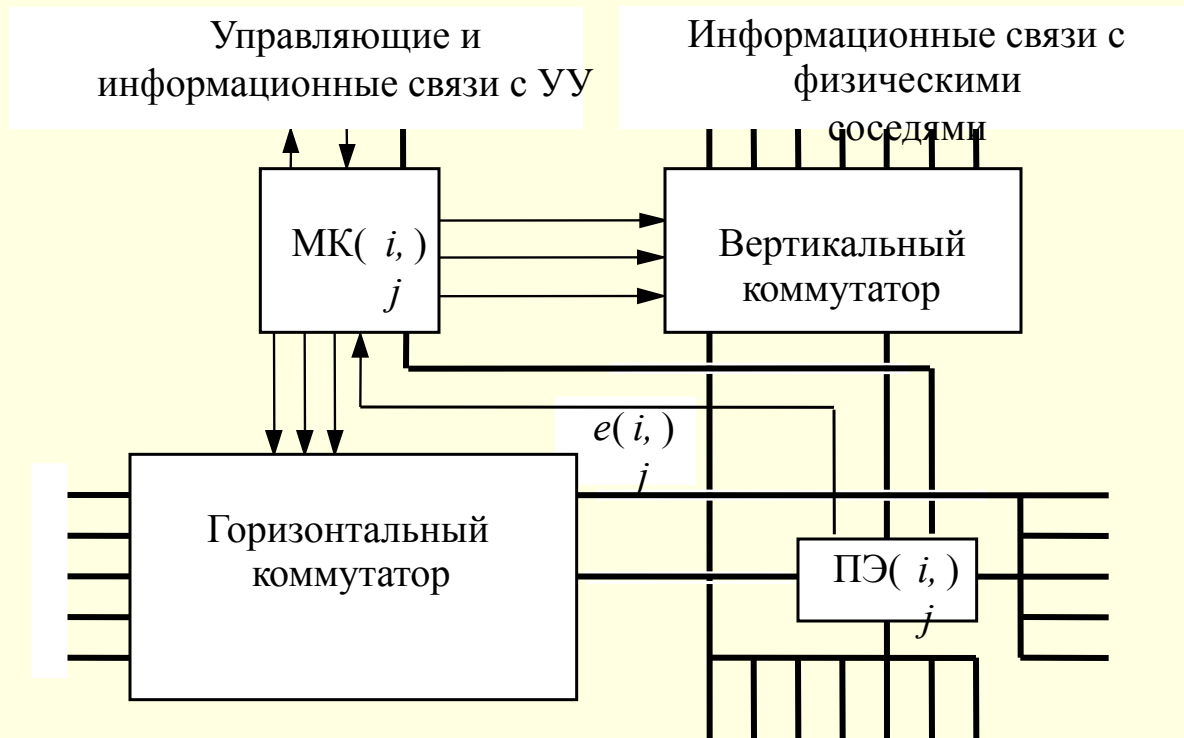 Управляющие и
информационные связи с УУ
Информационные связи с
физическими
соседями
МК( i, )
j
Вертикальный
коммутатор
e( i, )
j
Горизонтальный
коммутатор
ПЭ( i, )
j